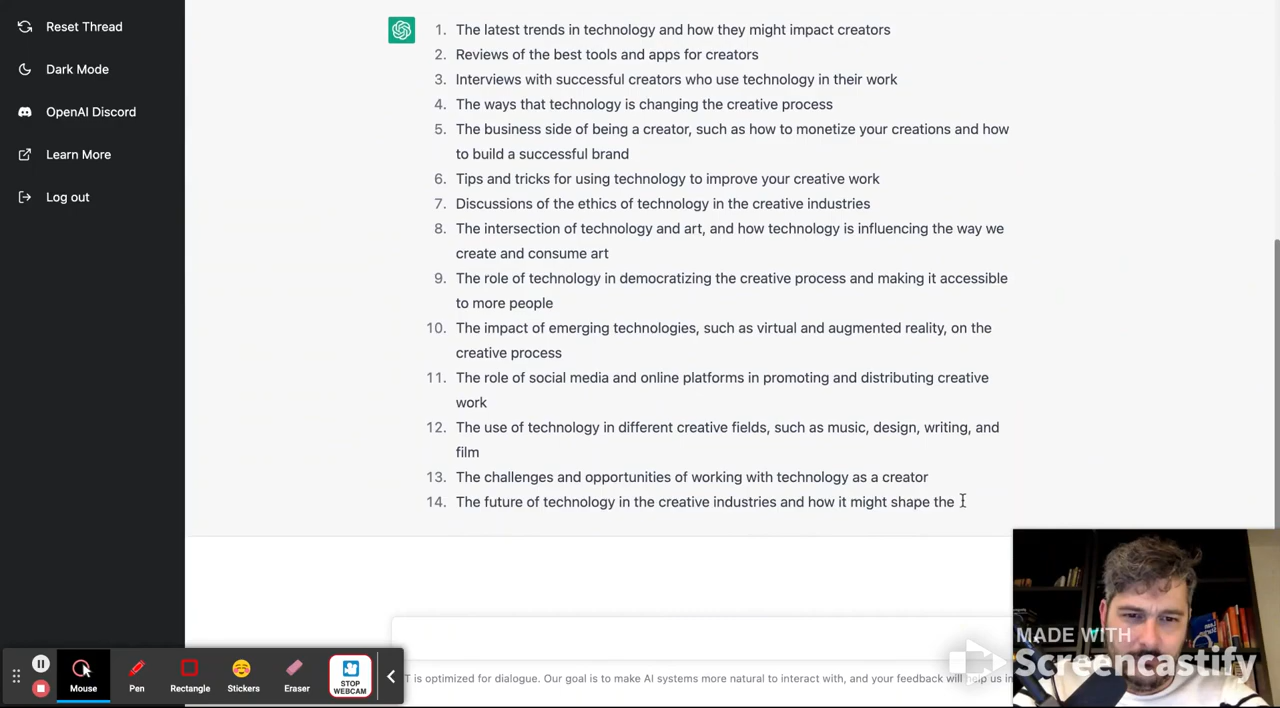 Reset Thread
Dark Mode
OpenAI Discord
Learn More
Log out
1. The latest trends in technology and how they might impact creators
2. Reviews of the best tools and apps for creators
3. Interviews with successful creators who use technology in their work
4. The ways that technology is changing the creative process
5. The business side of being a creator, such as how to monetize your creations and how
to build a successful brand
6. Tips and tricks for using technology to improve your creative work
7. Discussions of the ethics of technology in the creative industries
8. The intersection of technology and art, and how technology is influencing the way we
create and consume art
9. The role of technology in democratizing the creative process and making it accessible
to more people
10. The impact of emerging technologies, such as virtual and augmented reality, on the
creative process
11. The role of social media and online platforms in promoting and distributing creative
work
12. The use of technology in different creative fields, such as music, design, writing, and
film
13. The challenges and opportunities of working with technology as a creator
14. The future of technology in the creative industries and how it might shape the
T is optimized for dialogue. Our goal is to make AI systems more natural to interact with, and your feedback will help us
Mouse
Pen
Rectangle
Stickers
Eraser
STOP
WEBCAM
MADE WITH
Screencastify